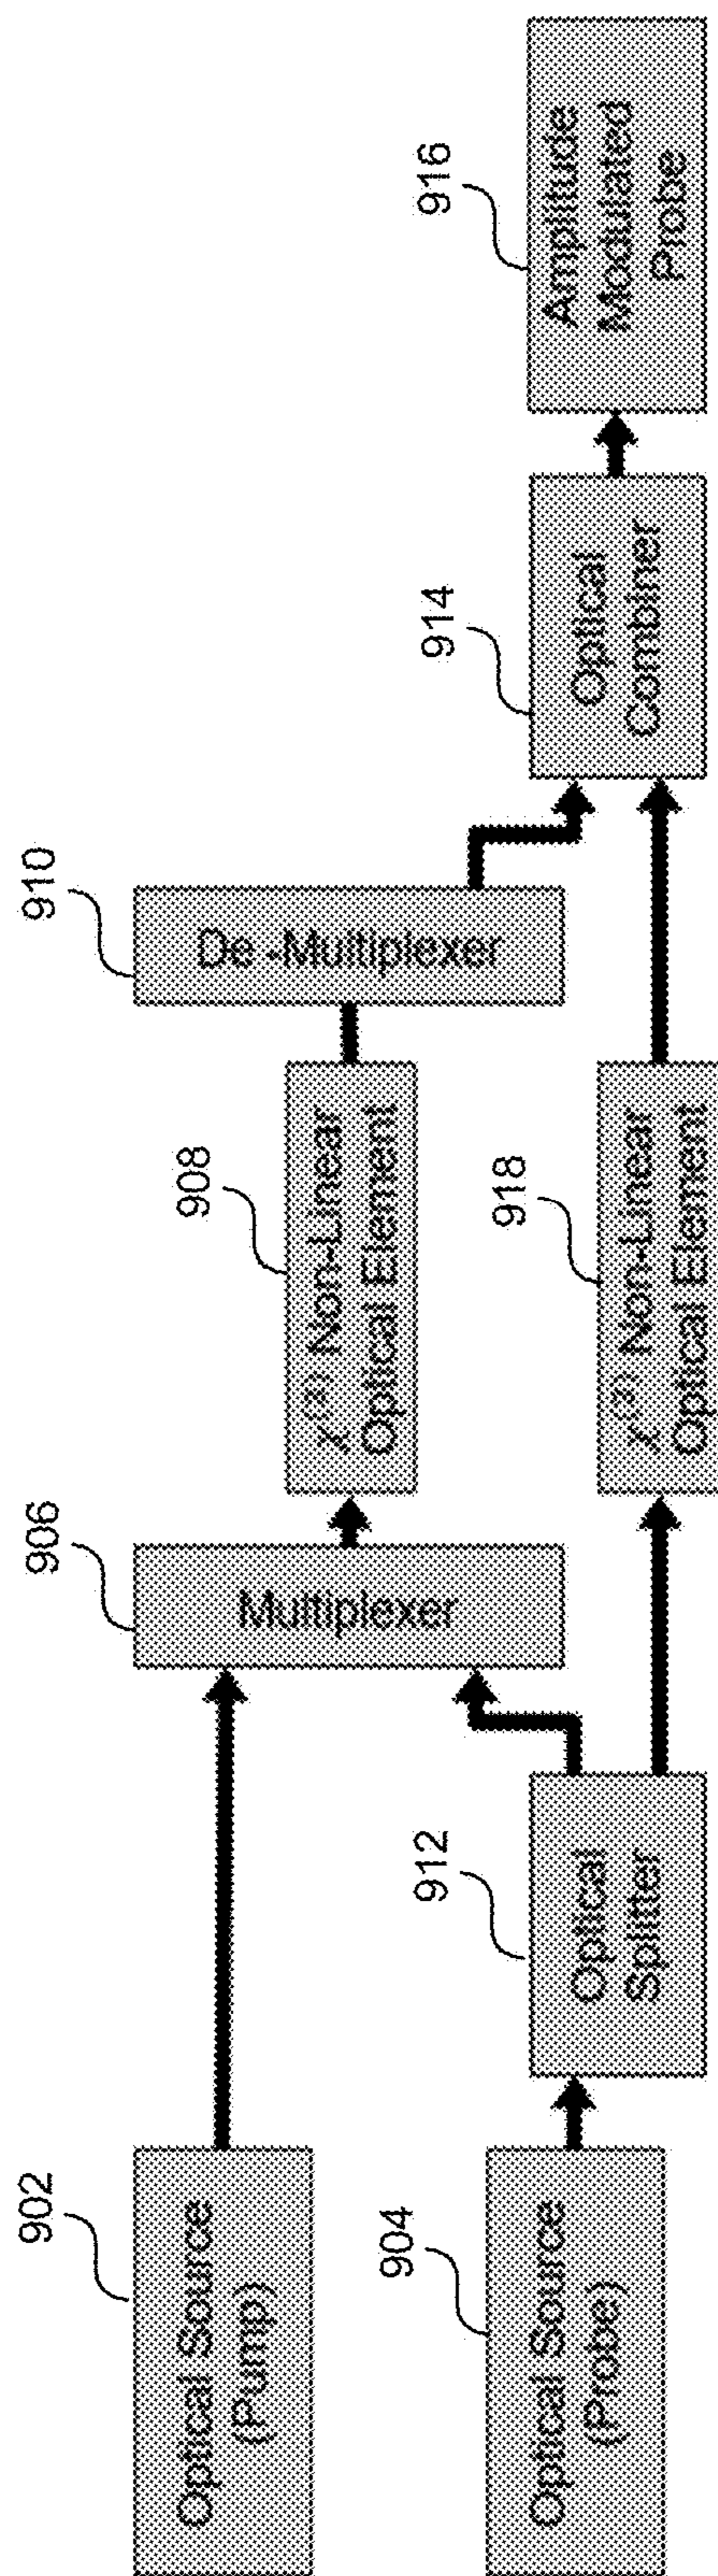 902
Optical Source
(Pump)
906
Multiplexer
908
χ⁽³⁾ Non-Linear
Optical Element
910
De -Multiplexer
904
Optical Source
(Probe)
912
Optical
Splitter
918
χ⁽³⁾ Non-Linear
Optical Element
914
Optical
Combiner
916
Amplitude
Modulated
Probe